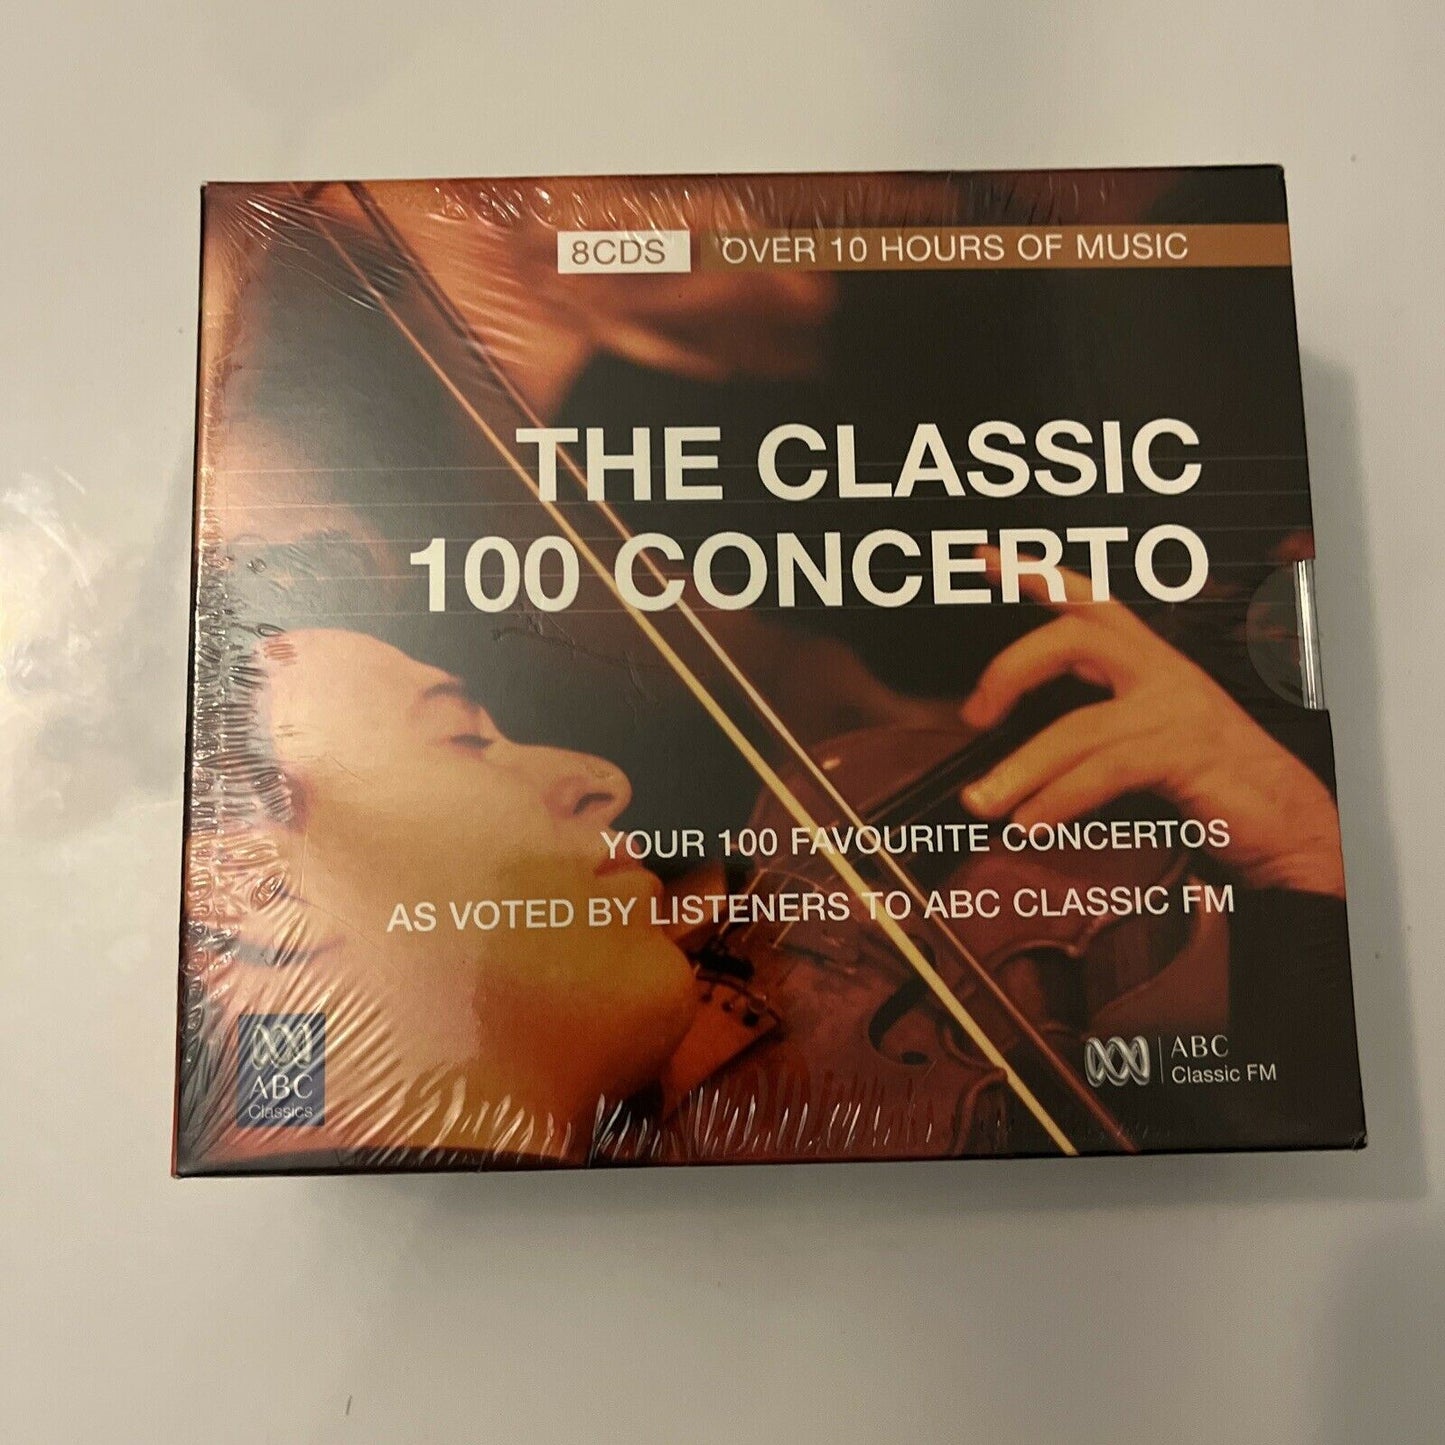 8CDS OVER 10 HOURS OF MUSIC
THE CLASSIC
100 CONCERTO
YOUR 100 FAVOURITE CONCERTOS
AS VOTED BY LISTENERS TO ABC CLASSIC FM
ABC
Classics
ABC
Classic FM